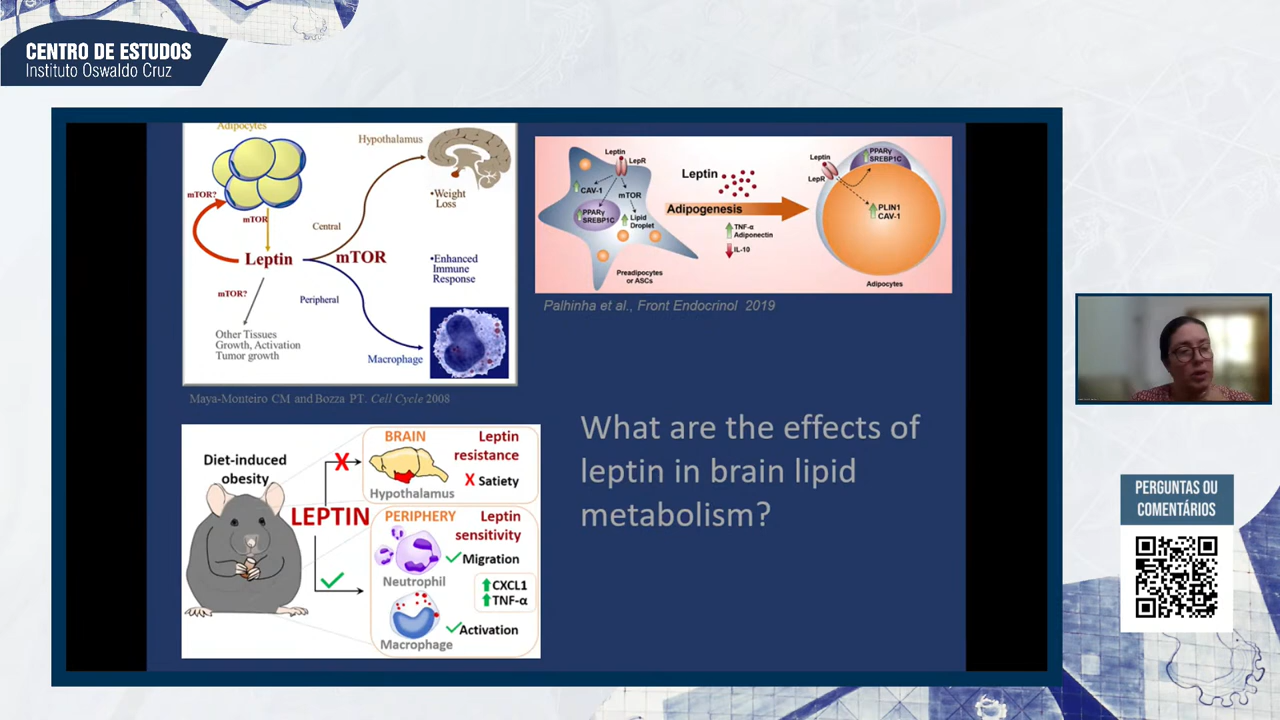 CENTRO DE ESTUDOS
Instituto Oswaldo Cruz
Adipocytes
mTOR?
mTOR
Leptin
mTOR
mTOR?
Hypothalamus
Central
Peripheral
•Weight
Loss
•Enhanced
Immune
Response
Other Tissues
Growth, Activation
Tumor growth
Macrophage
Maya-Monteiro CM and Bozza PT. Cell Cycle 2008
Leptin
LepR
CAV-1
mTOR
PPARγ
SREBP1C
Lipid
Droplet
Preadipocytes
or ASCs
Leptin
Adipogenesis
TNF-α
Adiponectin
IL-10
Leptin
LepR
PPARγ
SREBP1C
PLIN1
CAV-1
Adipocytes
Palhinha et al., Front Endocrinol 2019
Diet-induced
obesity
LEPTIN
X
BRAIN
Leptin
resistance
X Satiety
Hypothalamus
PERIPHERY
Leptin
sensitivity
Migration
Neutrophil
CXCL1
TNF-α
Activation
Macrophage
What are the effects of
leptin in brain lipid
metabolism?
PERGUNTAS OU
COMENTÁRIOS